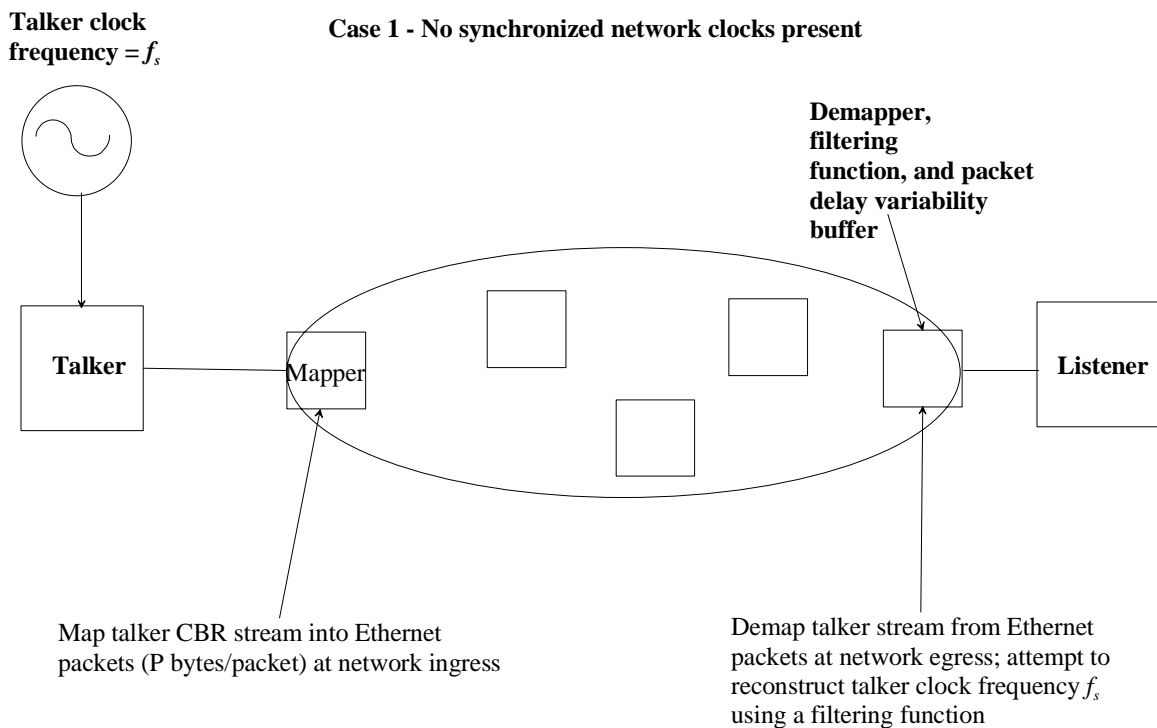 Talker clock
frequency = fs
Case 1 - No synchronized network clocks present
Demapper,
filtering
function, and packet
delay variability
buffer
Talker
Mapper
Listener
Map talker CBR stream into Ethernet
packets (P bytes/packet) at network ingress
Demap talker stream from Ethernet
packets at network egress; attempt to
reconstruct talker clock frequency fs
using a filtering function